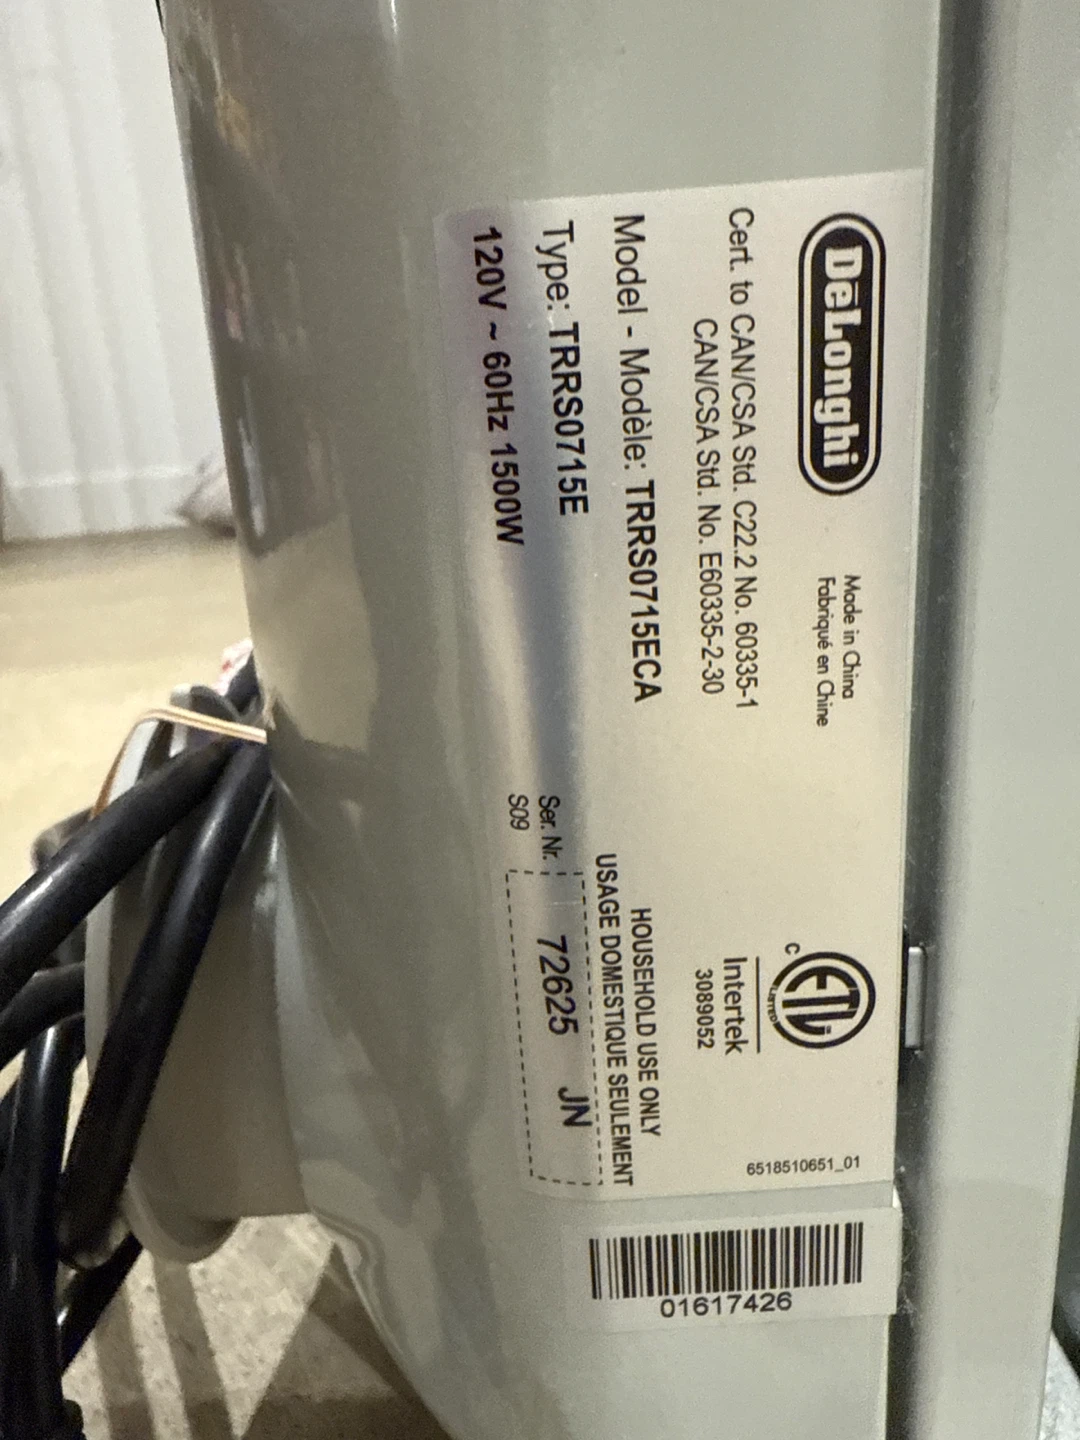 DeLonghi
Made in China
Fabriqué en Chine
Cert. to CAN/CSA Std. C22.2 No. 60335-1
CAN/CSA Std. No. E60335-2-30
Model - Modèle: TRRS0715ECA
Type: TRRS0715E
120V ~ 60Hz 1500W
C ETL LISTED
Intertek
3089052
HOUSEHOLD USE ONLY
USAGE DOMESTIQUE SEULEMENT
Ser. Nr. 72625 JN
S09
6518510651_01
01617426